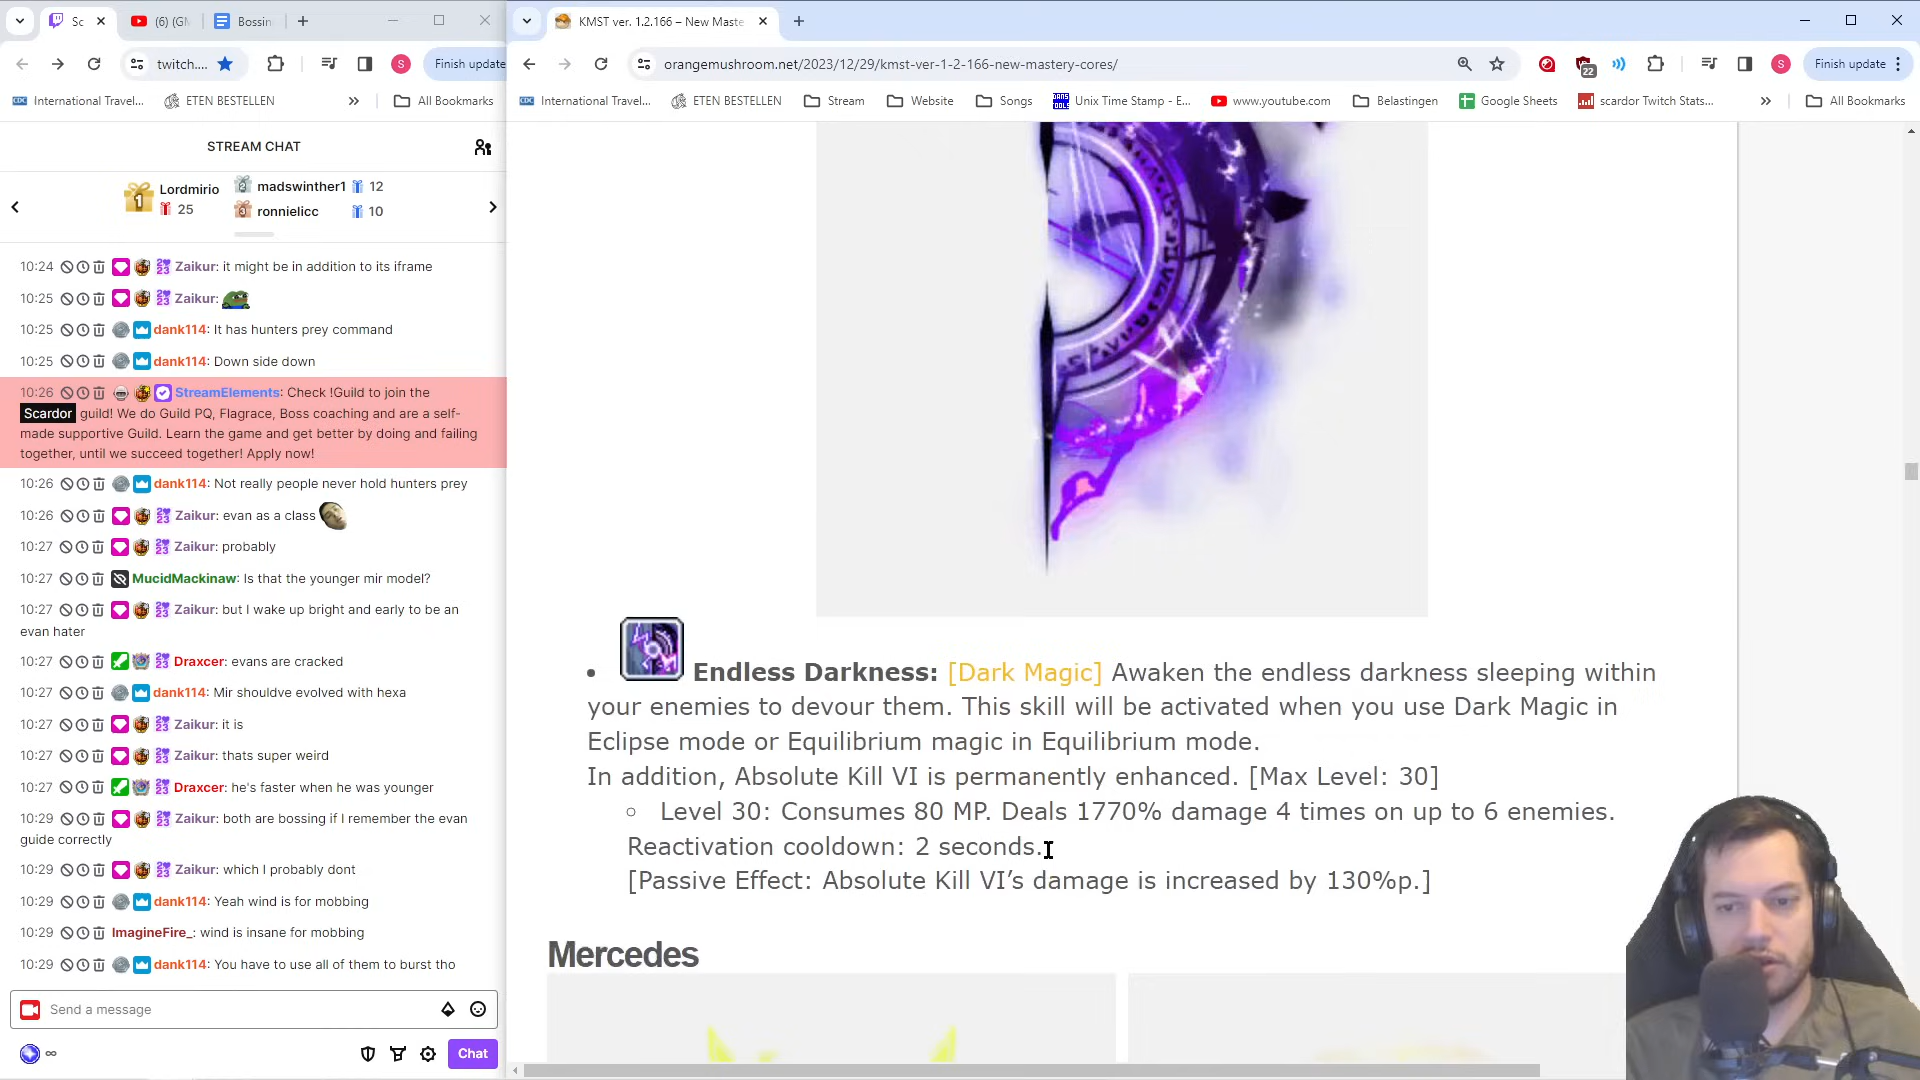 Sc
(6) (GM
Bossin
KMST ver. 1.2.166 – New Maste
twitch....
Finish update
orangemushroom.net/2023/12/29/kmst-ver-1-2-166-new-mastery-cores/
22
Finish update
International Travel...
ETEN BESTELLEN
All Bookmarks
International Travel...
ETEN BESTELLEN
Stream
Website
Songs
Unix Time Stamp - E...
www.youtube.com
Belastingen
Google Sheets
scardor Twitch Stats...
All Bookmarks
STREAM CHAT
1
Lordmirio
25
2
madswinther1
12
3
ronnielicc
10
10:24 Zaikur: it might be in addition to its iframe
10:25 Zaikur:
10:25 dank114: It has hunters prey command
10:25 dank114: Down side down
10:26 StreamElements: Check !Guild to join the
Scardor guild! We do Guild PQ, Flagrace, Boss coaching and are a self-
made supportive Guild. Learn the game and get better by doing and failing
together, until we succeed together! Apply now!
10:26 dank114: Not really people never hold hunters prey
10:26 Zaikur: evan as a class
10:27 Zaikur: probably
10:27 MucidMackinaw: Is that the younger mir model?
10:27 Zaikur: but I wake up bright and early to be an
evan hater
10:27 Draxcer: evans are cracked
10:27 dank114: Mir shouldve evolved with hexa
10:27 Zaikur: it is
10:27 Zaikur: thats super weird
10:27 Draxcer: he's faster when he was younger
10:29 Zaikur: both are bossing if I remember the evan
guide correctly
10:29 Zaikur: which I probably dont
10:29 dank114: Yeah wind is for mobbing
10:29 ImagineFire_: wind is insane for mobbing
10:29 dank114: You have to use all of them to burst tho
Send a message
Chat
Endless Darkness: [Dark Magic] Awaken the endless darkness sleeping within
your enemies to devour them. This skill will be activated when you use Dark Magic in
Eclipse mode or Equilibrium magic in Equilibrium mode.
In addition, Absolute Kill VI is permanently enhanced. [Max Level: 30]
Level 30: Consumes 80 MP. Deals 1770% damage 4 times on up to 6 enemies.
Reactivation cooldown: 2 seconds.
[Passive Effect: Absolute Kill VI’s damage is increased by 130%p.]
Mercedes